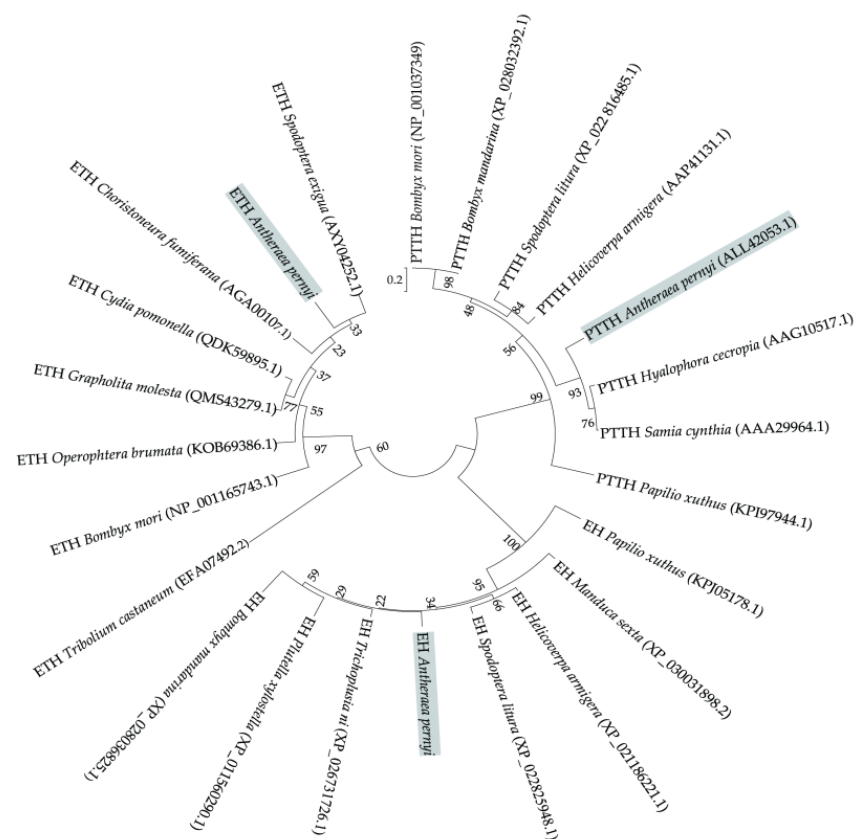 PTTH Bombyx mori (NP_001037349)
PTTH Bombyx mandarina (XP_028032392.1)
PTTH Spodoptera litura (XP_022 816485.1)
PTTH Helicoverpa armigera (AAP41131.1)
PTTH Antheraea pernyi (ALL42053.1)
PTTH Hyalophora cecropia (AAG10517.1)
PTTH Samia cynthia (AAA29964.1)
PTTH Papilio xuthus (KPI97944.1)
EH Papilio xuthus (KPJ05178.1)
EH Manduca sexta (XP_030031898.2)
EH Helicoverpa armigera (XP_021186221.1)
EH Spodoptera litura (XP_022825948.1)
EH Antheraea pernyi
EH Trichoplusia ni (XP_026731726.1)
EH Plutella xylostella (XP_011560290.1)
EH Bombyx mandarina (XP_028036825.1)
ETH Tribolium castaneum (EFA07492.2)
ETH Bombyx mori (NP_001165743.1)
ETH Operophtera brumata (KOB69386.1)
ETH Grapholita molesta (QMS43279.1)
ETH Cydia pomonella (QDK59895.1)
ETH Choristoneura fumiferana (AGA00107.1)
ETH Antheraea pernyi
ETH Spodoptera exigua (AXY04252.1)
0.2
98
48
84
56
93
76
99
100
95
66
34
22
29
59
60
97
55
77
37
23
33